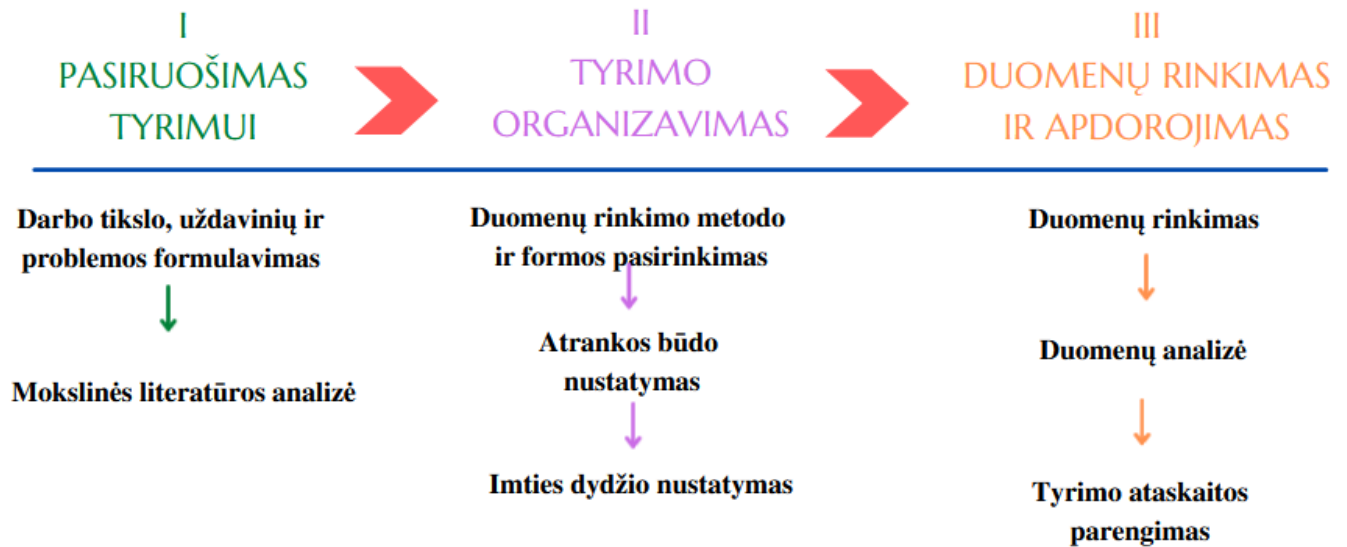 I
PASIRUOŠIMAS
TYRIMUI
Darbo tikslo, uždavinių ir
problemos formulavimas
Mokslinės literatūros analizė
II
TYRIMO
ORGANIZAVIMAS
Duomenų rinkimo metodo
ir formos pasirinkimas
Atrankos būdo
nustatymas
Imties dydžio nustatymas
III
DUOMENŲ RINKIMAS
IR APDOROJIMAS
Duomenų rinkimas
Duomenų analizė
Tyrimo ataskaitos
parengimas